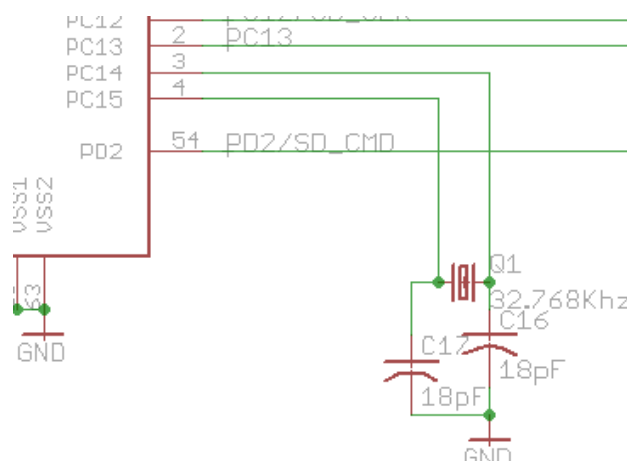 PC12
PC13
2
PC13
PC14
3
PC15
4
PD2
54
PD2/SD_CMD
VSS1
VSS2
63
GND
Q1
32.768Khz
C16
18pF
C17
18pF
GND